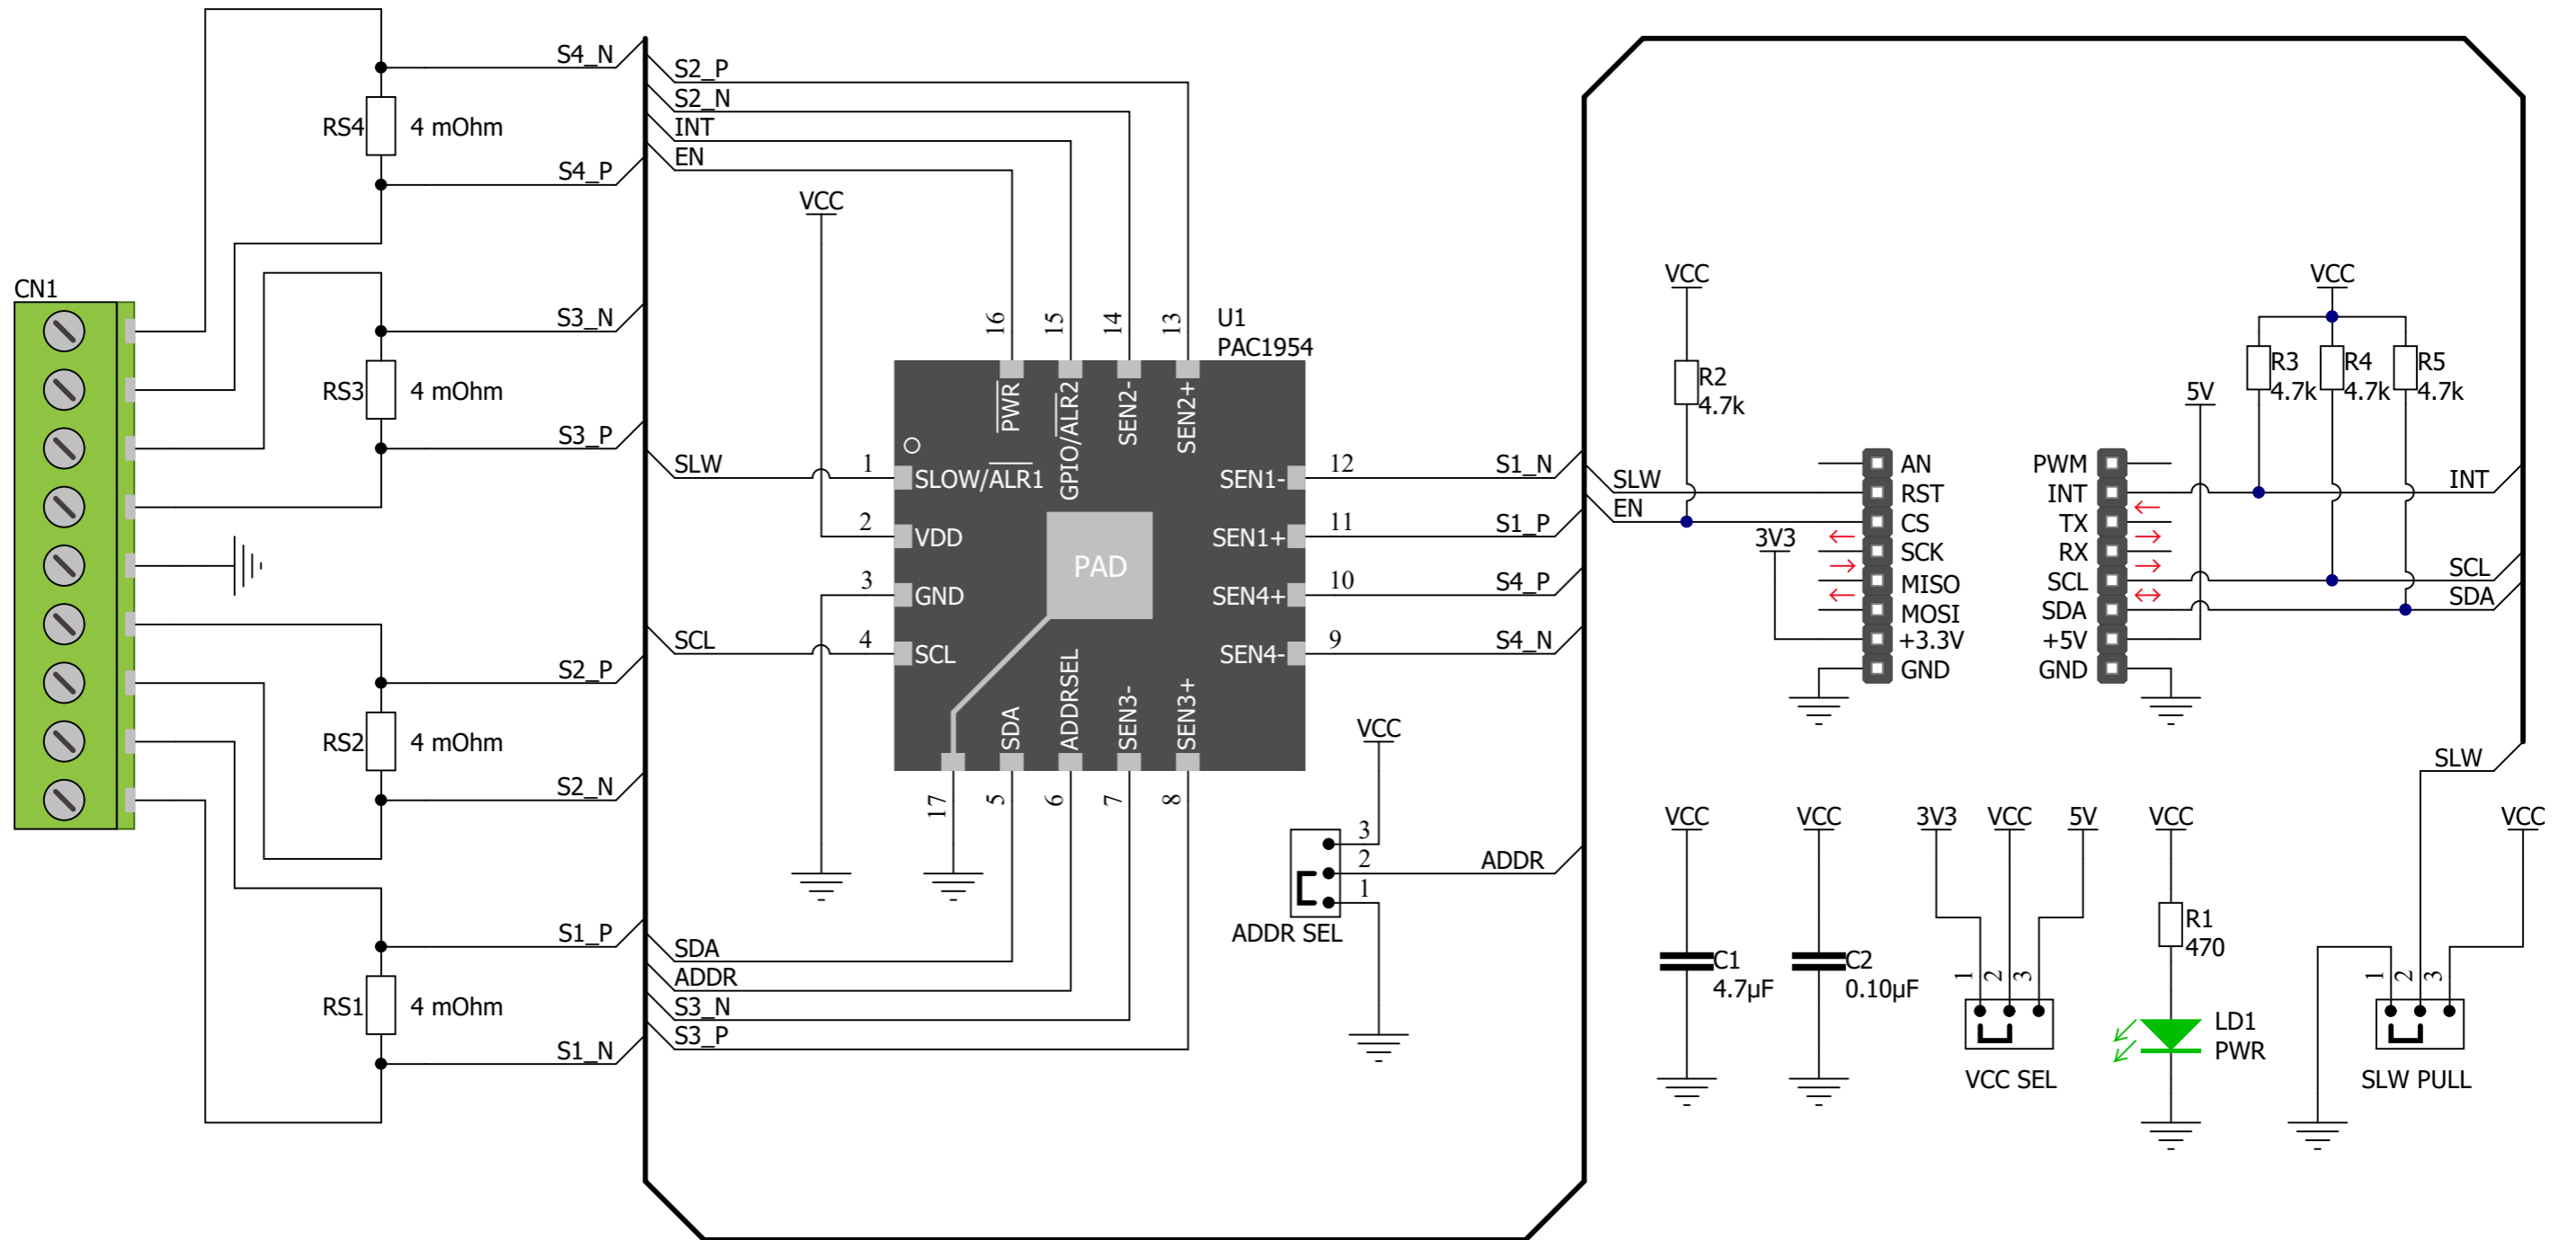 CN1
RS4
4 mOhm
S4_N
S4_P
RS3
4 mOhm
S3_N
S3_P
RS2
4 mOhm
S2_P
S2_N
RS1
4 mOhm
S1_P
S1_N
S2_P
S2_N
INT
EN
VCC
SLW
SCL
SDA
ADDR
S3_N
S3_P
U1
PAC1954
16
15
14
13
PWR
GPIO/ALR2
SEN2-
SEN2+
1
SLOW/ALR1
2
VDD
3
GND
4
SCL
PAD
SEN1-
12
S1_N
SEN1+
11
S1_P
SEN4+
10
S4_P
SEN4-
9
S4_N
SDA
ADDRSEL
SEN3-
SEN3+
17
5
6
7
8
VCC
3
2
1
ADDR
ADDR SEL
VCC
R2
4.7k
SLW
EN
3V3
AN
RST
CS
SCK
MISO
MOSI
+3.3V
GND
PWM
INT
TX
RX
SCL
SDA
+5V
GND
5V
VCC
R3
4.7k
R4
4.7k
R5
4.7k
INT
SCL
SDA
SLW
VCC
C1
4.7µF
VCC
C2
0.10µF
3V3
VCC
5V
1
2
3
VCC SEL
VCC
R1
470
LD1
PWR
VCC
1
2
3
SLW PULL